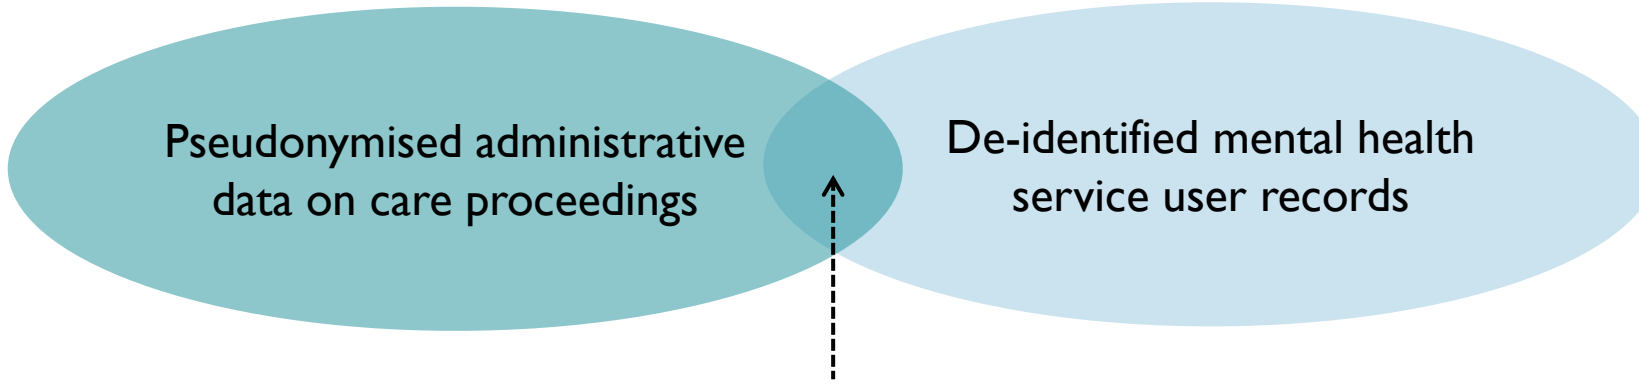 Pseudonymised administrative
data on care proceedings
De-identified mental health
service user records